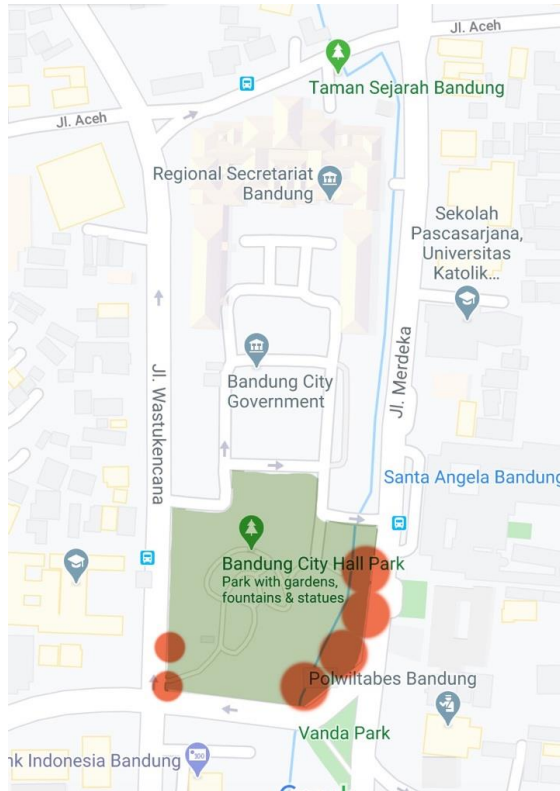 Jl. Aceh
Taman Sejarah Bandung
Jl. Aceh
Regional Secretariat
Bandung
Sekolah
Pascasarjana,
Universitas
Katolik...
Jl. Merdeka
Jl. Wastukencana
Bandung City
Government
Santa Angela Bandung
Bandung City Hall Park
Park with gardens,
fountains & statues
Polwiltabes Bandung
Vanda Park
nk Indonesia Bandung